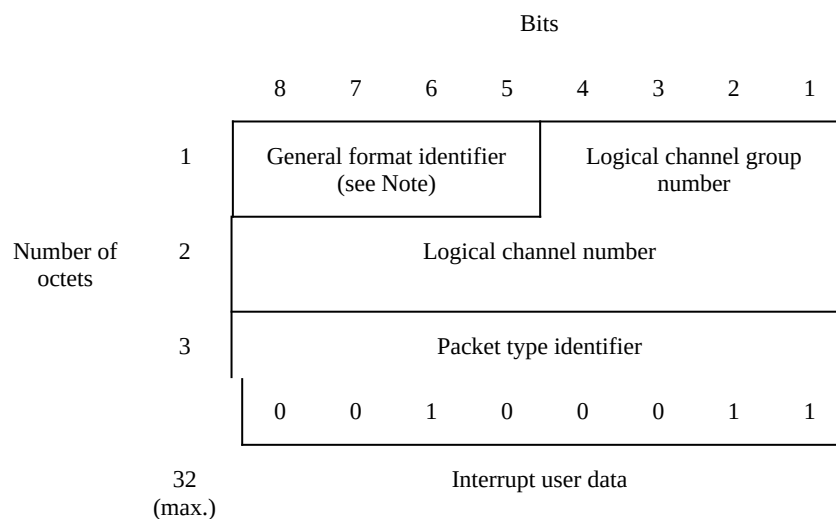 Bits
8 7 6 5 4 3 2 1
1 General format identifier Logical channel group
(see Note) number
Number of 2 Logical channel number
octets
3 Packet type identifier
0 0 1 0 0 0 1 1
32 Interrupt user data
(max.)